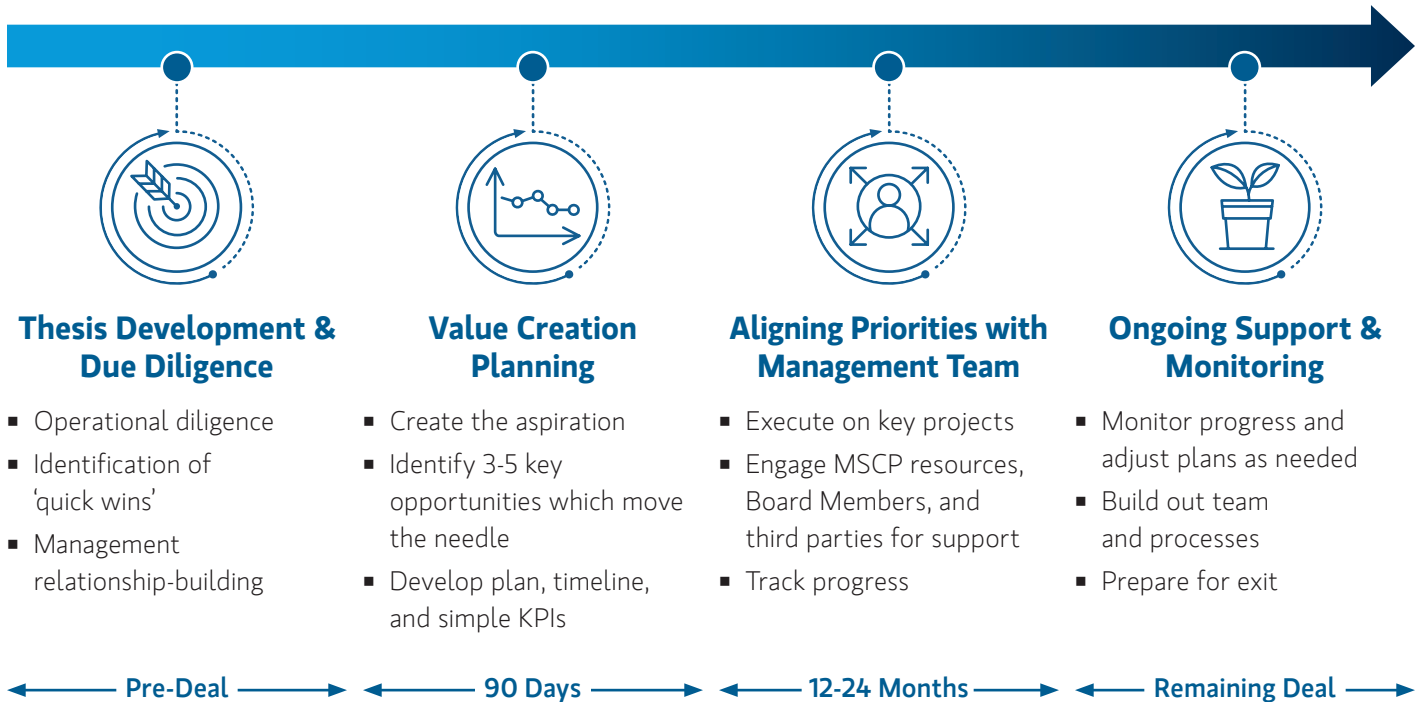 Thesis Development &
Due Diligence
▪ Operational diligence
▪ Identification of
'quick wins'
▪ Management
relationship-building
Pre-Deal
Value Creation
Planning
▪ Create the aspiration
▪ Identify 3-5 key
opportunities which move
the needle
▪ Develop plan, timeline,
and simple KPIs
90 Days
Aligning Priorities with
Management Team
▪ Execute on key projects
▪ Engage MSCP resources,
Board Members, and
third parties for support
▪ Track progress
12-24 Months
Ongoing Support &
Monitoring
▪ Monitor progress and
adjust plans as needed
▪ Build out team
and processes
▪ Prepare for exit
Remaining Deal